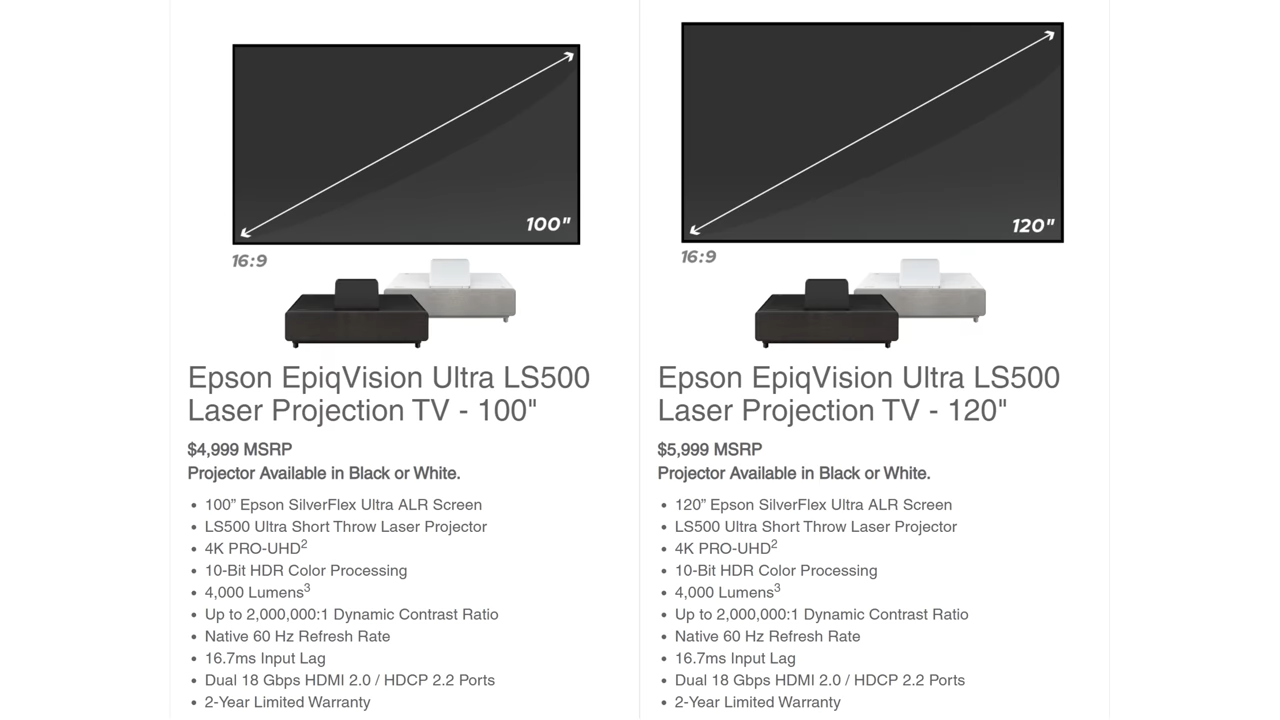 100"
16:9
Epson EpiqVision Ultra LS500
Laser Projection TV - 100"
$4,999 MSRP
Projector Available in Black or White.
• 100” Epson SilverFlex Ultra ALR Screen
• LS500 Ultra Short Throw Laser Projector
• 4K PRO-UHD2
• 10-Bit HDR Color Processing
• 4,000 Lumens3
• Up to 2,000,000:1 Dynamic Contrast Ratio
• Native 60 Hz Refresh Rate
• 16.7ms Input Lag
• Dual 18 Gbps HDMI 2.0 / HDCP 2.2 Ports
• 2-Year Limited Warranty
120"
16:9
Epson EpiqVision Ultra LS500
Laser Projection TV - 120"
$5,999 MSRP
Projector Available in Black or White.
• 120” Epson SilverFlex Ultra ALR Screen
• LS500 Ultra Short Throw Laser Projector
• 4K PRO-UHD2
• 10-Bit HDR Color Processing
• 4,000 Lumens3
• Up to 2,000,000:1 Dynamic Contrast Ratio
• Native 60 Hz Refresh Rate
• 16.7ms Input Lag
• Dual 18 Gbps HDMI 2.0 / HDCP 2.2 Ports
• 2-Year Limited Warranty